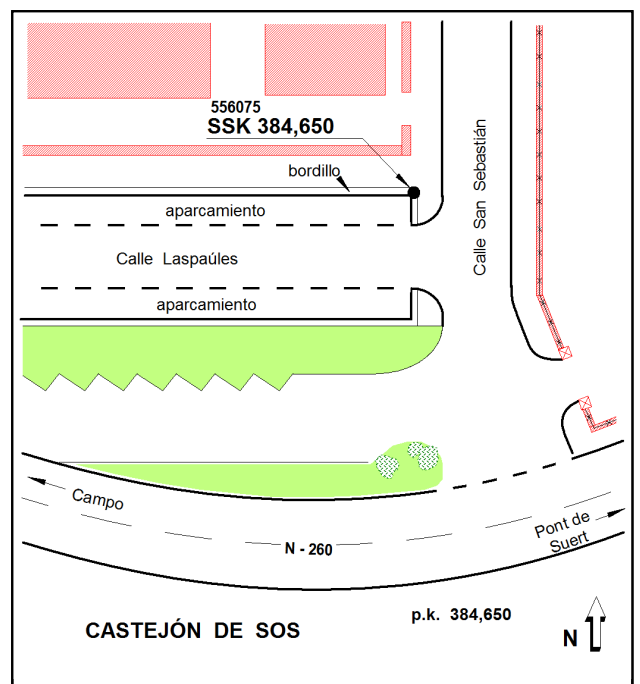 556075
SSK 384,650
bordillo
aparcamiento
Calle Laspaúles
aparcamiento
Calle San Sebastián
Campo
N - 260
Pont de
Suert
p.k. 384,650
CASTEJÓN DE SOS
N